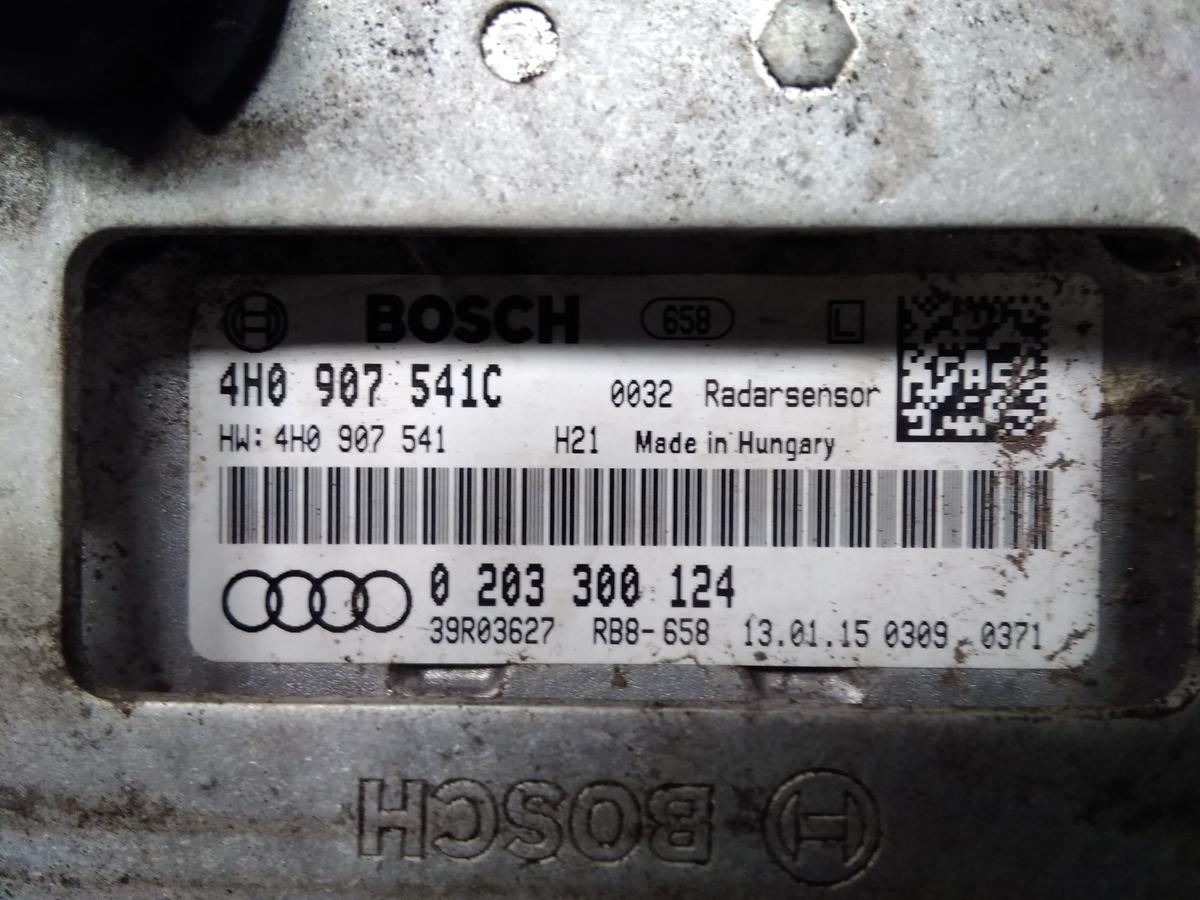 BOSCH 658 L
4H0 907 541C 0032 Radarsensor
HW: 4H0 907 541 H21 Made in Hungary
0 203 300 124
39R03627 RB8-658 13.01.15 0309 0371
BOSCH